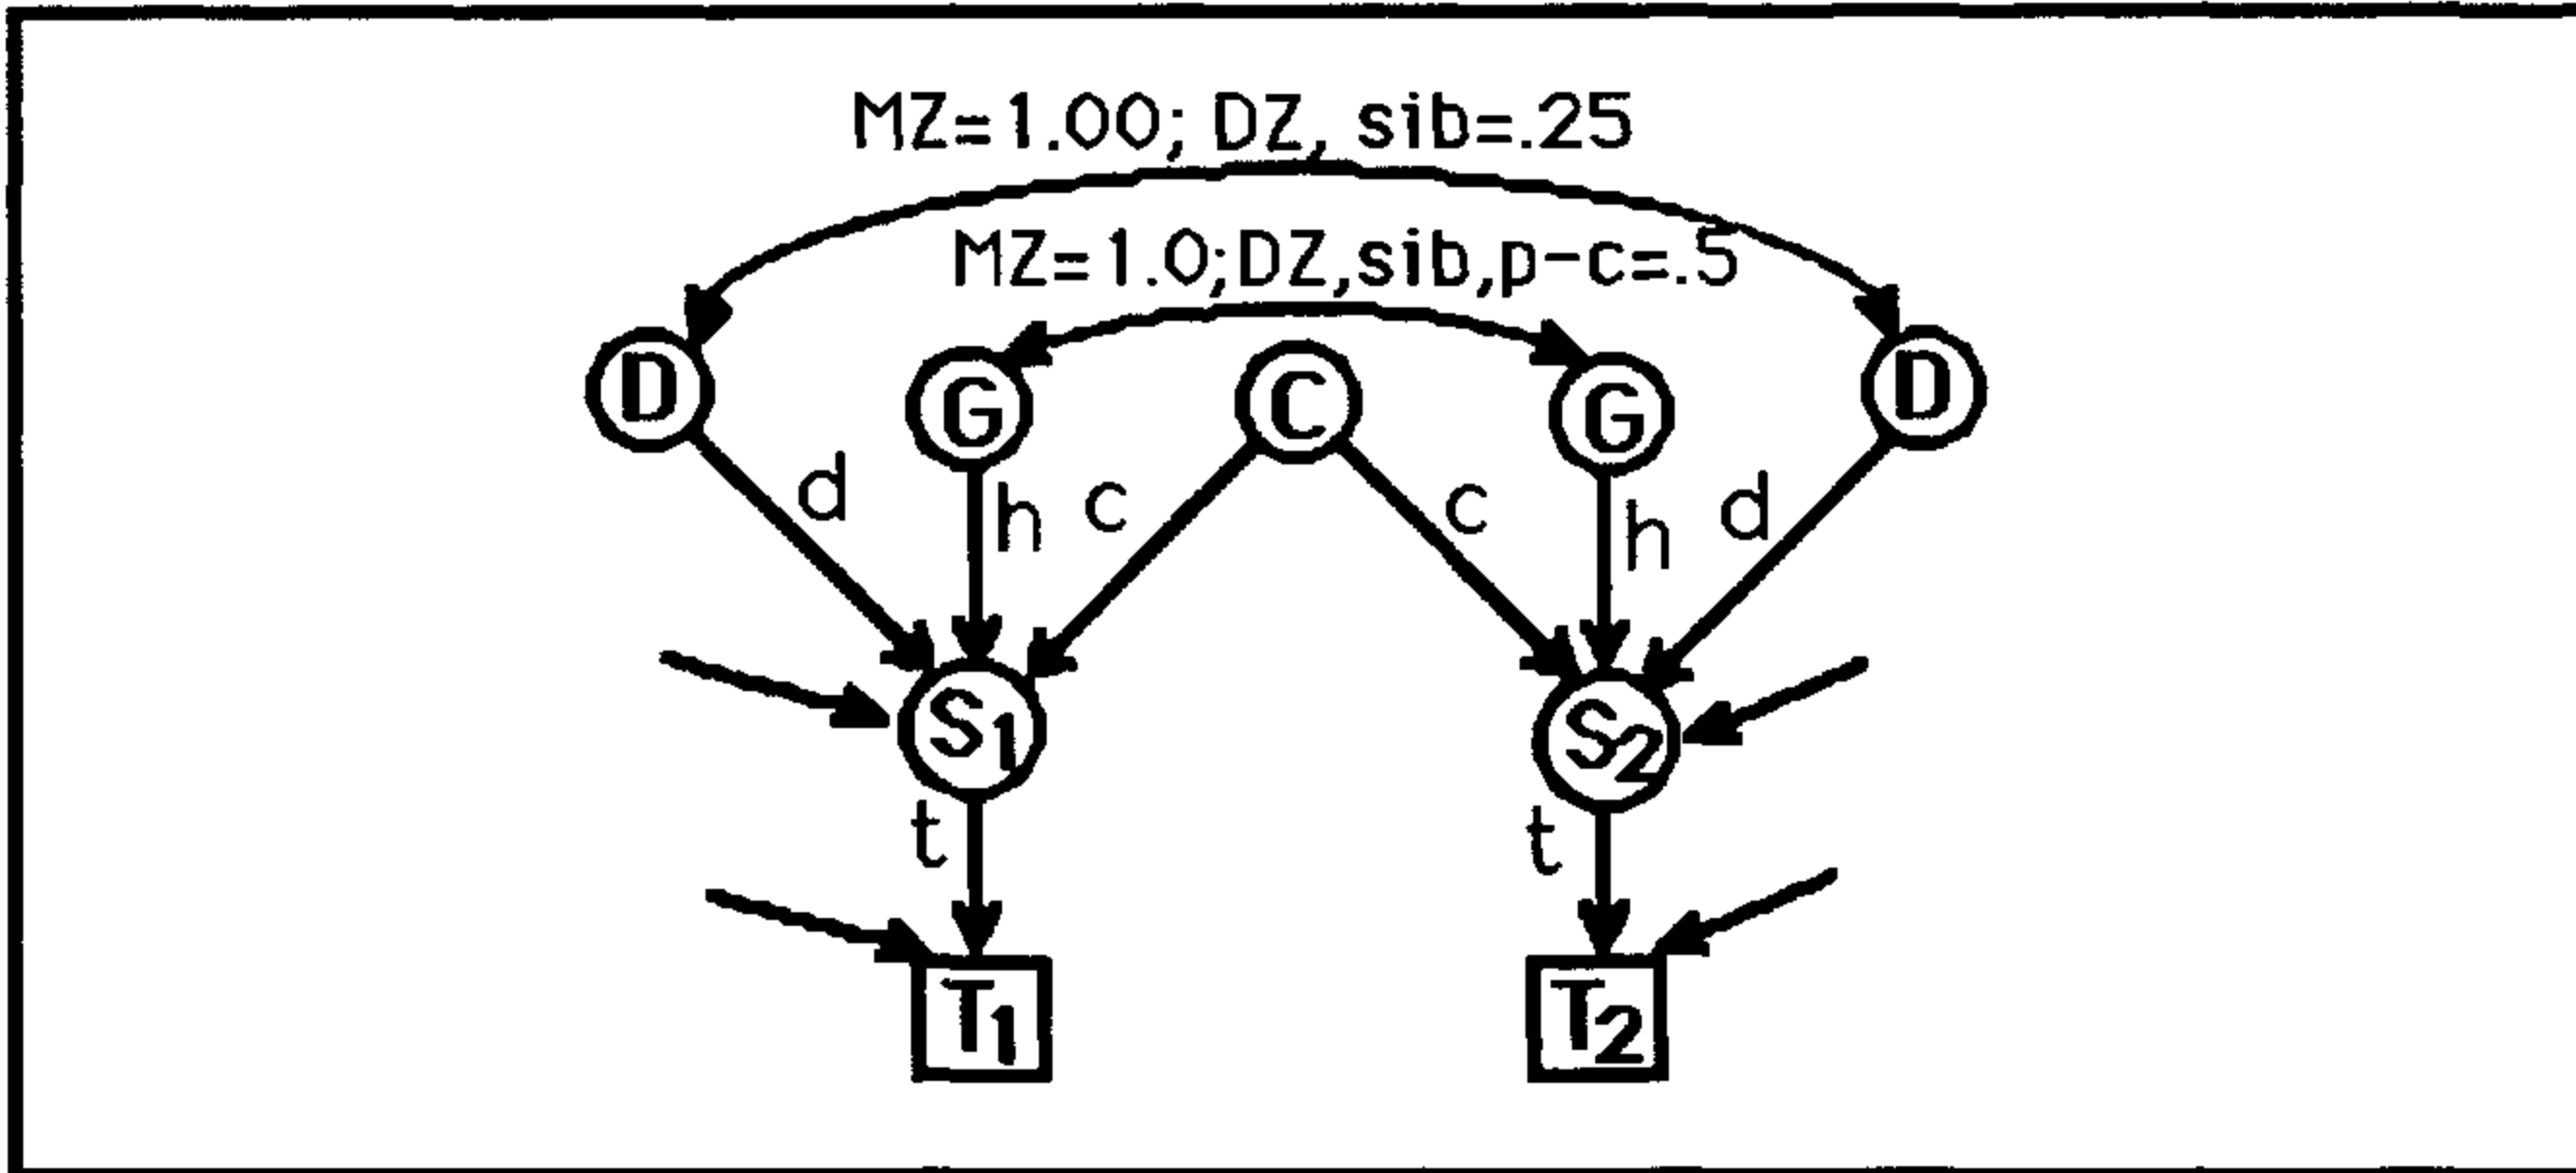 MZ=1.00; DZ, sib=.25
MZ=1.0;DZ,sib,p-c=.5
D G C G D
d h c c h d
S1 S2
t t
T1 T2